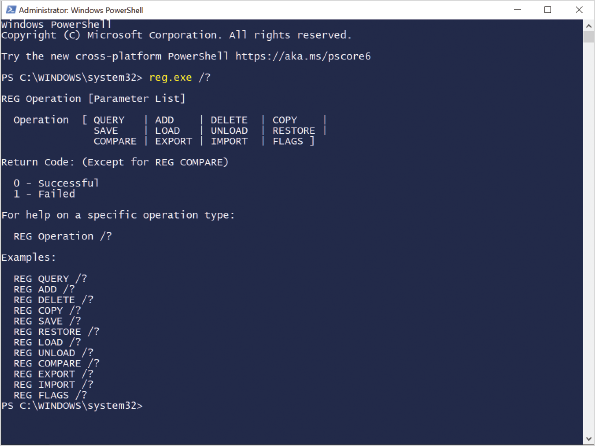 Administrator: Windows PowerShell
Windows PowerShell
Copyright (C) Microsoft Corporation. All rights reserved.
Try the new cross-platform PowerShell https://aka.ms/pscore6
PS C:\WINDOWS\system32> reg.exe /?
REG Operation [Parameter List]
Operation [ QUERY | ADD | DELETE | COPY |
SAVE | LOAD | UNLOAD | RESTORE |
COMPARE | EXPORT | IMPORT | FLAGS ]
Return Code: (Except for REG COMPARE)
0 - Successful
1 - Failed
For help on a specific operation type:
REG Operation /?
Examples:
REG QUERY /?
REG ADD /?
REG DELETE /?
REG COPY /?
REG SAVE /?
REG RESTORE /?
REG LOAD /?
REG UNLOAD /?
REG COMPARE /?
REG EXPORT /?
REG IMPORT /?
REG FLAGS /?
PS C:\WINDOWS\system32>